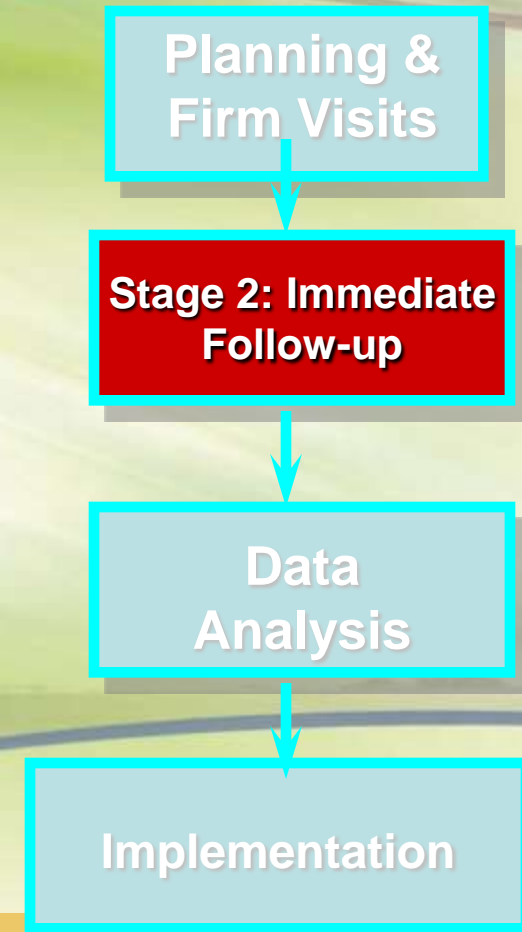 Planning &
Firm Visits
Stage 2: Immediate
Follow-up
Data
Analysis
Implementation